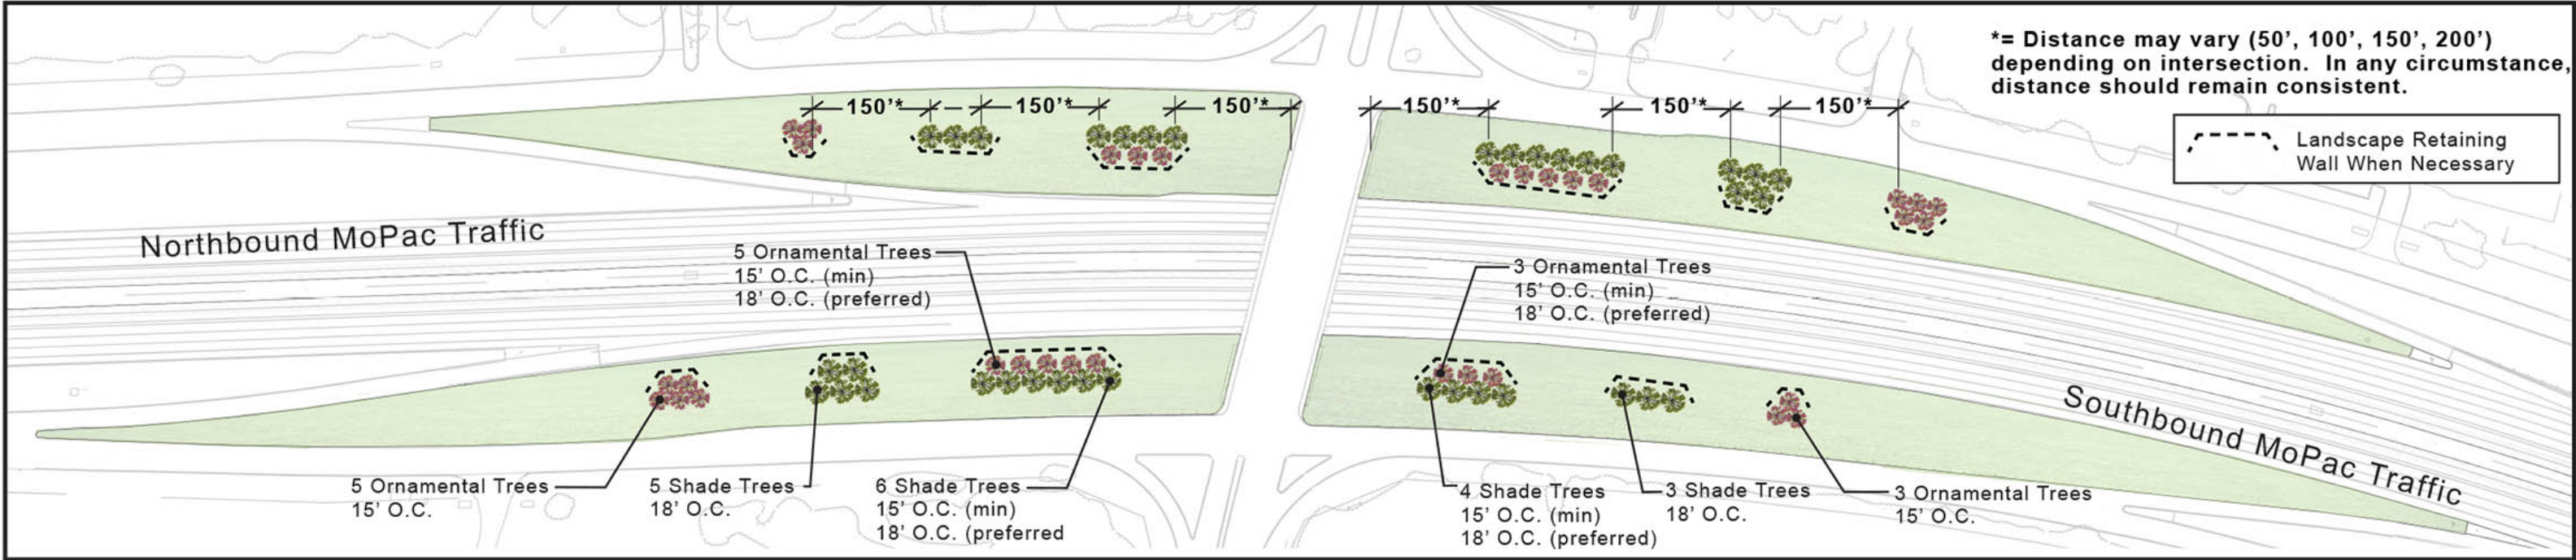 *= Distance may vary (50', 100', 150', 200')
depending on intersection. In any circumstance,
distance should remain consistent.
150'* 150'* 150'* 150'* 150'* 150'*
Landscape Retaining
Wall When Necessary
Northbound MoPac Traffic
5 Ornamental Trees
15' O.C. (min)
18' O.C. (preferred)
3 Ornamental Trees
15' O.C. (min)
18' O.C. (preferred)
Southbound MoPac Traffic
5 Ornamental Trees
15' O.C.
5 Shade Trees
18' O.C.
6 Shade Trees
15' O.C. (min)
18' O.C. (preferred
4 Shade Trees
15' O.C. (min)
18' O.C. (preferred)
3 Shade Trees
18' O.C.
3 Ornamental Trees
15' O.C.